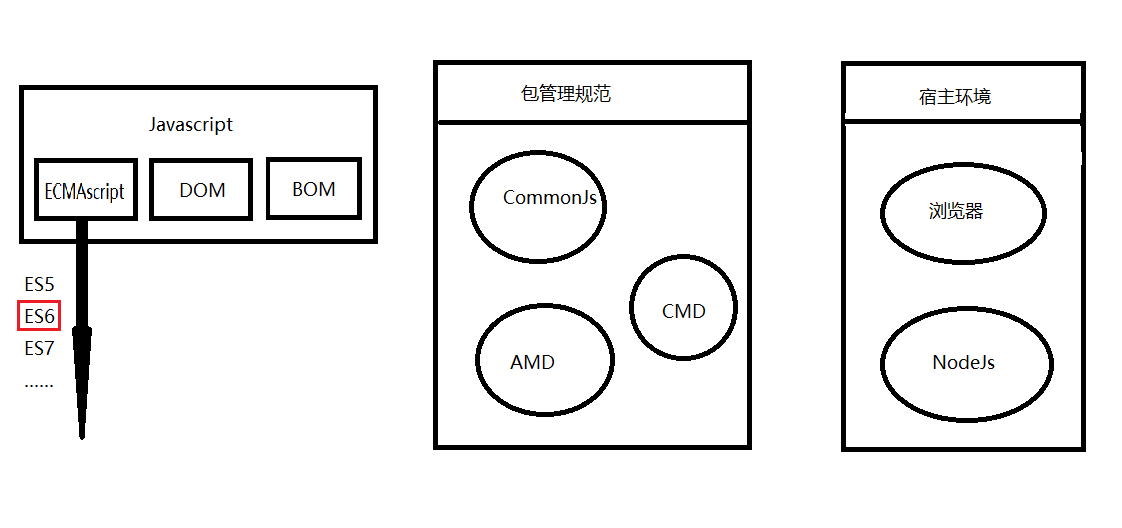 Javascript
ECMAscript
DOM
BOM
ES5
ES6
ES7
......
包管理规范
CommonJs
CMD
AMD
宿主环境
浏览器
NodeJs